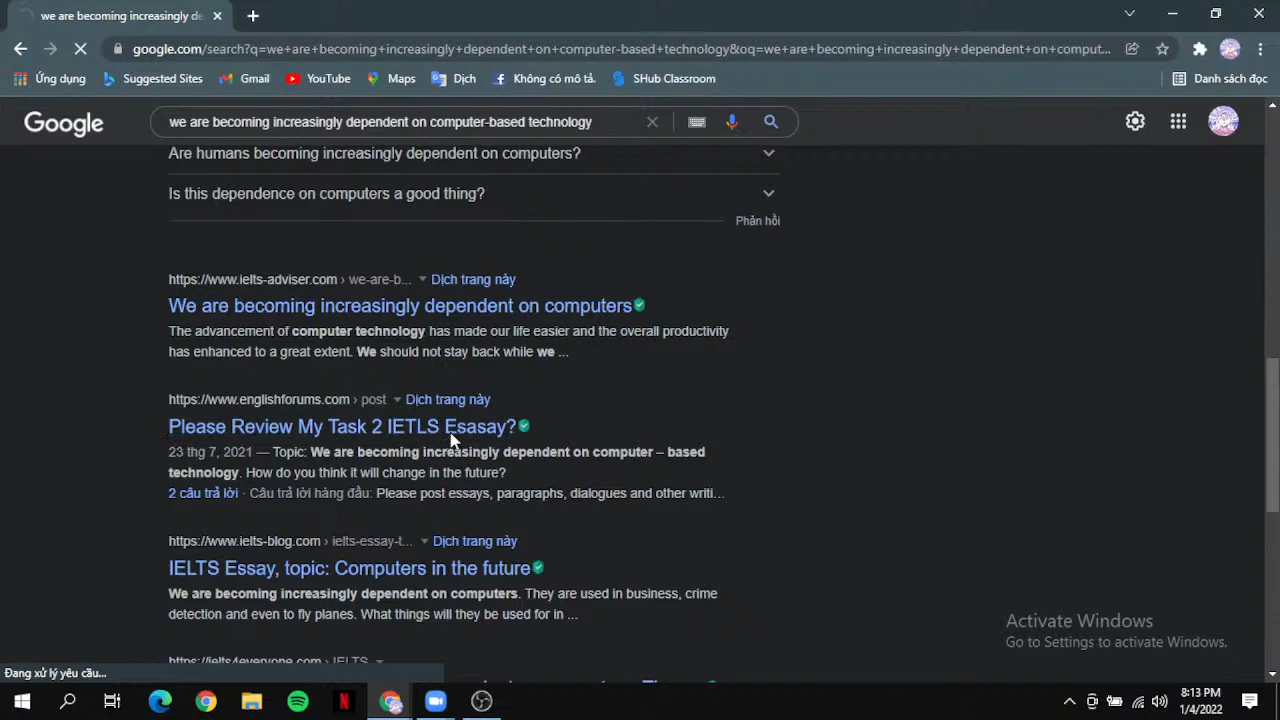 we are becoming increasingly de
google.com/search?q=we+are+becoming+increasingly+dependent+on+computer-based+technology&oq=we+are+becoming+increasingly+dependent+on+comput...
Ứng dụng Suggested Sites Gmail YouTube Maps Dịch Không có mô tả. SHub Classroom Danh sách đọc
Google we are becoming increasingly dependent on computer-based technology
Are humans becoming increasingly dependent on computers?
Is this dependence on computers a good thing?
Phản hồi
https://www.ielts-adviser.com › we-are-b... Dịch trang này
We are becoming increasingly dependent on computers
The advancement of computer technology has made our life easier and the overall productivity
has enhanced to a great extent. We should not stay back while we ...
https://www.englishforums.com › post Dịch trang này
Please Review My Task 2 IETLS Esasay?
23 thg 7, 2021 — Topic: We are becoming increasingly dependent on computer – based
technology. How do you think it will change in the future?
2 câu trả lời · Câu trả lời hàng đầu: Please post essays, paragraphs, dialogues and other writi...
https://www.ielts-blog.com › ielts-essay-t... Dịch trang này
IELTS Essay, topic: Computers in the future
We are becoming increasingly dependent on computers. They are used in business, crime
detection and even to fly planes. What things will they be used for in ...
https://ielts4everyone.com › IELTS
Activate Windows
Go to Settings to activate Windows.
Đang xử lý yêu cầu...
8:13 PM
1/4/2022